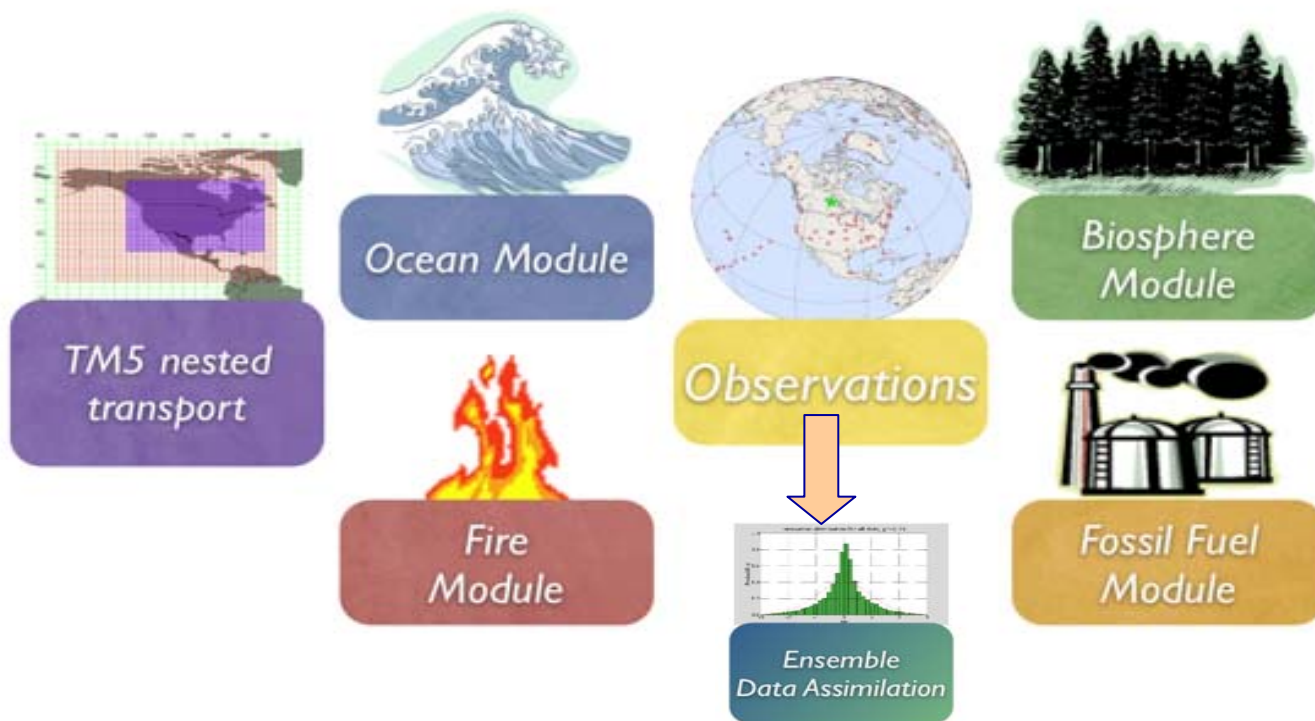 Ocean Module
Biosphere
Module
TM5 nested
transport
Observations
Fire
Module
Fossil Fuel
Module
Ensemble
Data Assimilation